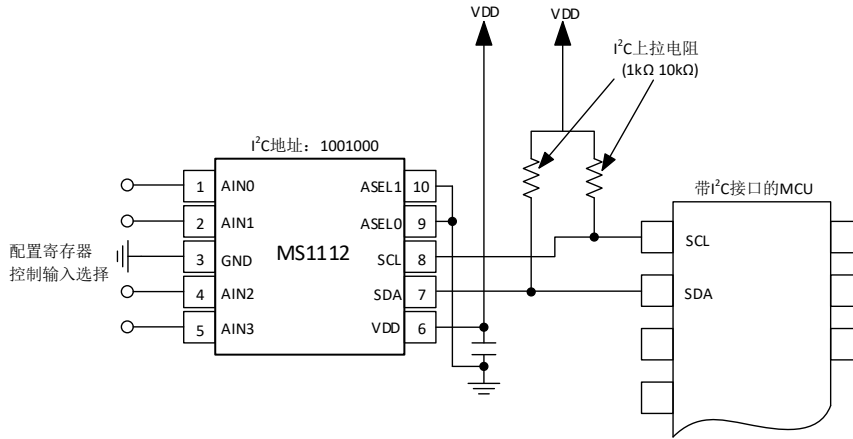 VDD
VDD
I²C上拉电阻
(1kΩ 10kΩ)
I²C地址：1001000
带I²C接口的MCU
1 AIN0
ASEL1 10
2 AIN1
ASEL0 9
配置寄存器
控制输入选择
3 GND
MS1112
SCL 8
4 AIN2
SDA 7
5 AIN3
VDD 6
SCL
SDA